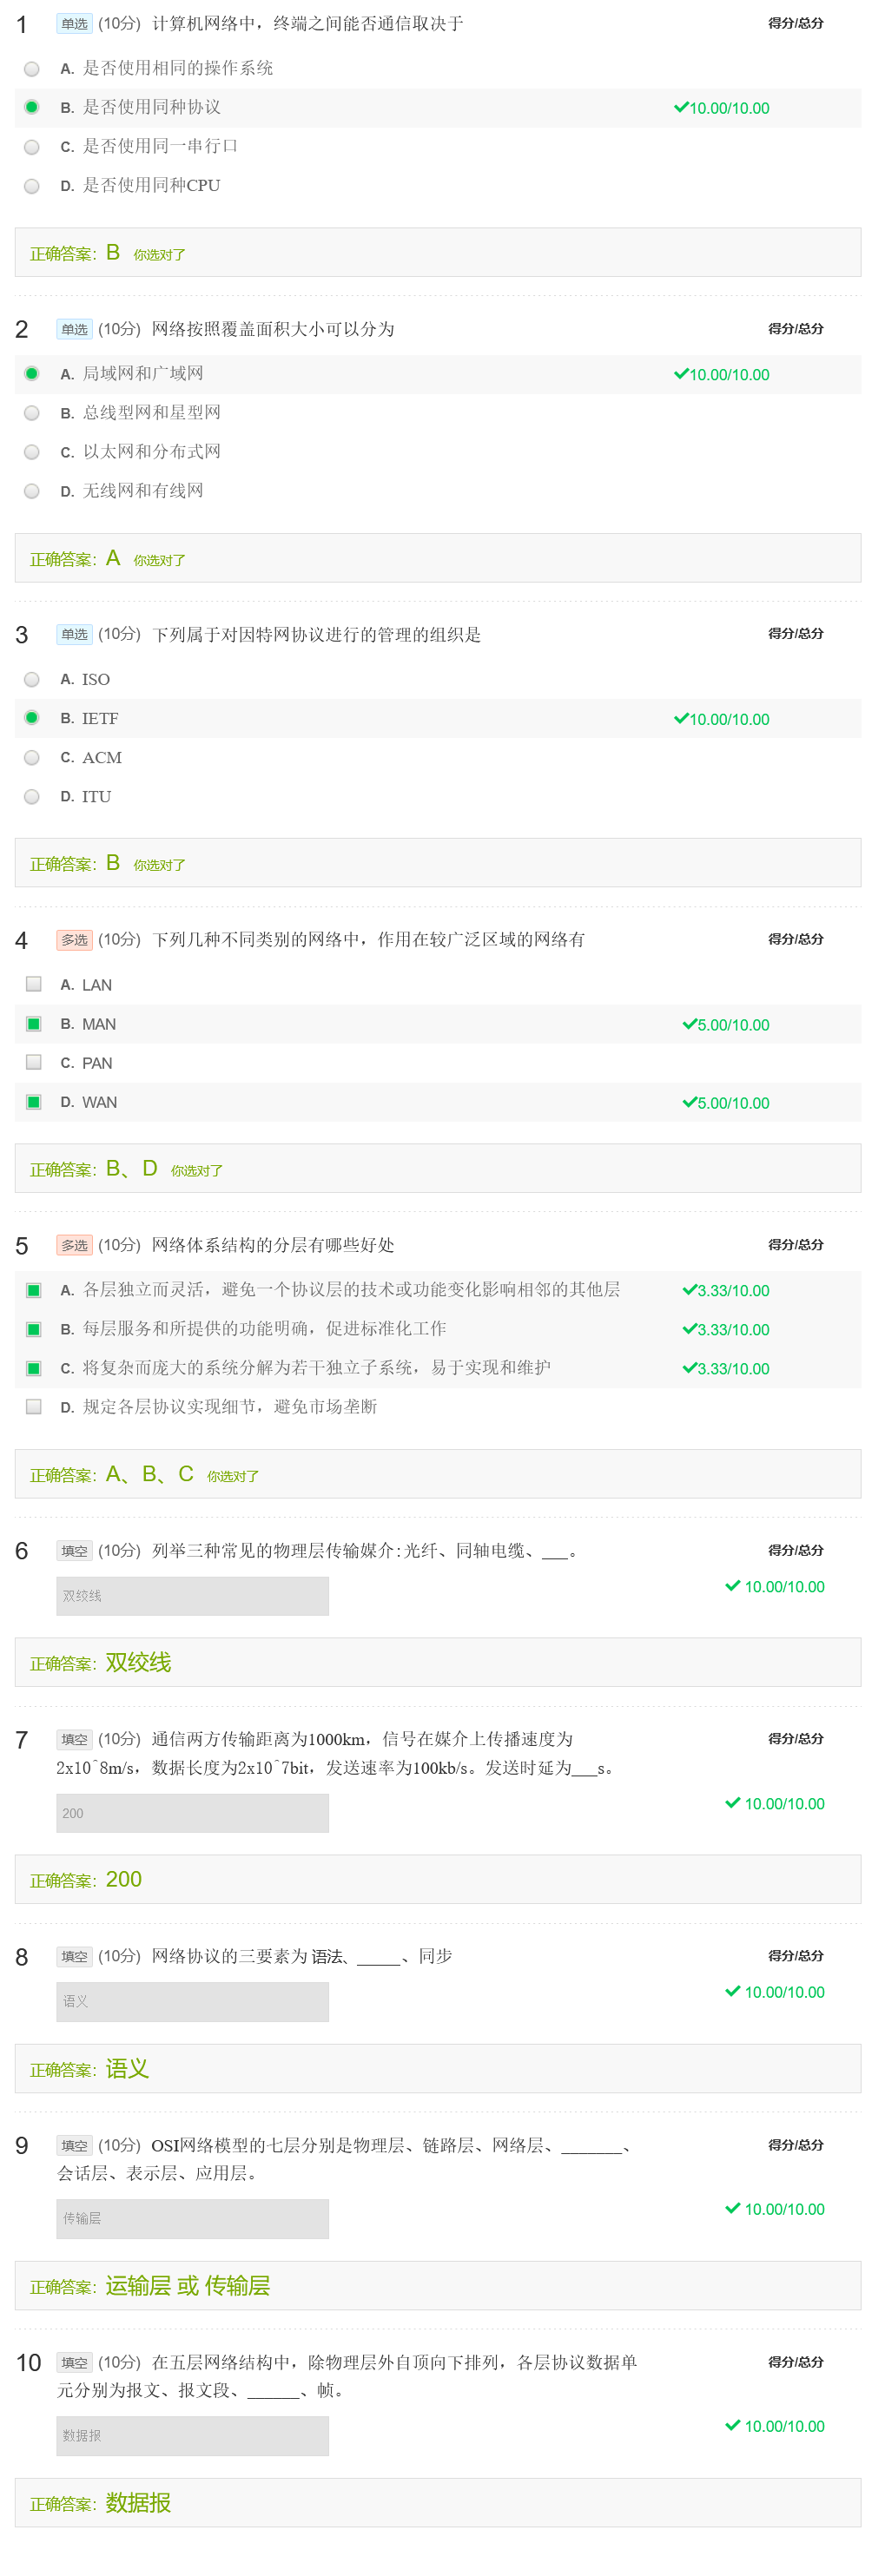 1 单选 (10分) 计算机网络中，终端之间能否通信取决于 得分/总分
A. 是否使用相同的操作系统
B. 是否使用同种协议 10.00/10.00
C. 是否使用同一串行口
D. 是否使用同种CPU
正确答案：B 你选对了
2 单选 (10分) 网络按照覆盖面积大小可以分为 得分/总分
A. 局域网和广域网 10.00/10.00
B. 总线型网和星型网
C. 以太网和分布式网
D. 无线网和有线网
正确答案：A 你选对了
3 单选 (10分) 下列属于对因特网协议进行的管理的组织是 得分/总分
A. ISO
B. IETF 10.00/10.00
C. ACM
D. ITU
正确答案：B 你选对了
4 多选 (10分) 下列几种不同类别的网络中，作用在较广泛区域的网络有 得分/总分
A. LAN
B. MAN 5.00/10.00
C. PAN
D. WAN 5.00/10.00
正确答案：B、D 你选对了
5 多选 (10分) 网络体系结构的分层有哪些好处 得分/总分
A. 各层独立而灵活，避免一个协议层的技术或功能变化影响相邻的其他层 3.33/10.00
B. 每层服务和所提供的功能明确，促进标准化工作 3.33/10.00
C. 将复杂而庞大的系统分解为若干独立子系统，易于实现和维护 3.33/10.00
D. 规定各层协议实现细节，避免市场垄断
正确答案：A、B、C 你选对了
6 填空 (10分) 列举三种常见的物理层传输媒介:光纤、同轴电缆、___。 得分/总分
双绞线 10.00/10.00
正确答案：双绞线
7 填空 (10分) 通信两方传输距离为1000km，信号在媒介上传播速度为 得分/总分
2x10^8m/s，数据长度为2x10^7bit，发送速率为100kb/s。发送时延为___s。
200 10.00/10.00
正确答案：200
8 填空 (10分) 网络协议的三要素为 语法、_____、同步 得分/总分
语义 10.00/10.00
正确答案：语义
9 填空 (10分) OSI网络模型的七层分别是物理层、链路层、网络层、_______、 得分/总分
会话层、表示层、应用层。
传输层 10.00/10.00
正确答案：运输层 或 传输层
10 填空 (10分) 在五层网络结构中，除物理层外自顶向下排列，各层协议数据单 得分/总分
元分别为报文、报文段、______、帧。
数据报 10.00/10.00
正确答案：数据报